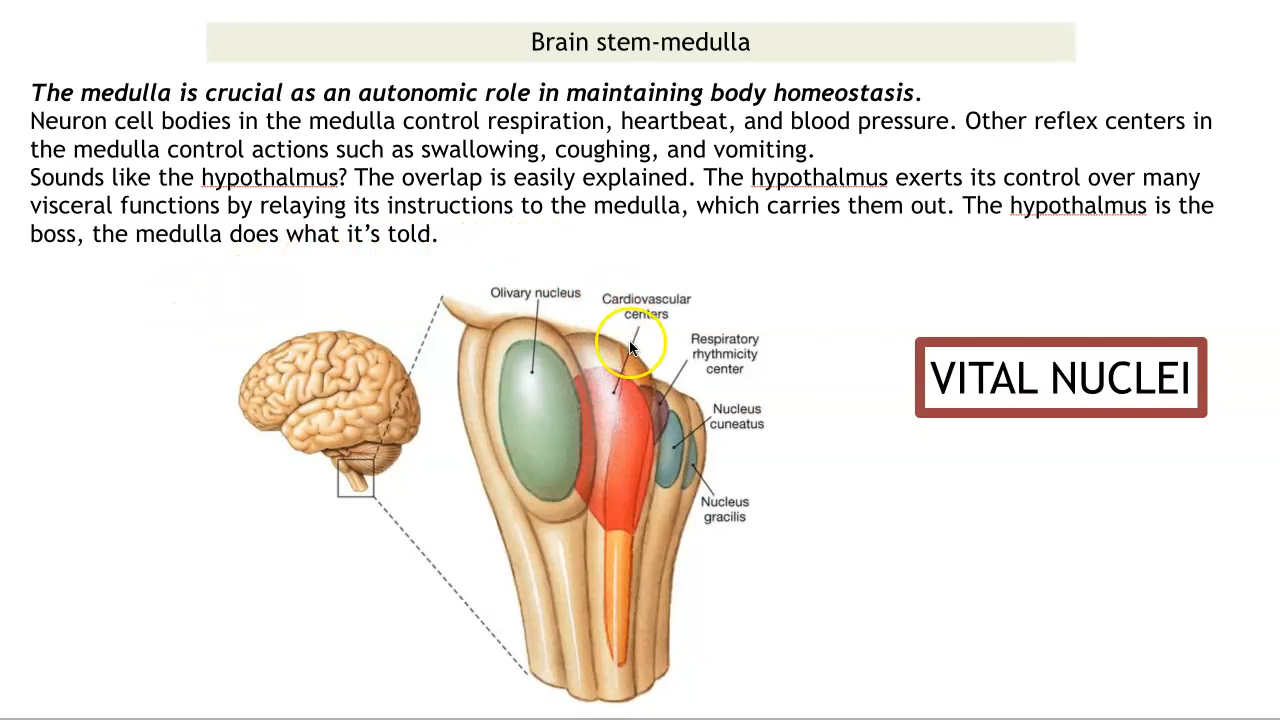 Brain stem-medulla
The medulla is crucial as an autonomic role in maintaining body homeostasis.
Neuron cell bodies in the medulla control respiration, heartbeat, and blood pressure. Other reflex centers in
the medulla control actions such as swallowing, coughing, and vomiting.
Sounds like the hypothalmus? The overlap is easily explained. The hypothalmus exerts its control over many
visceral functions by relaying its instructions to the medulla, which carries them out. The hypothalmus is the
boss, the medulla does what it’s told.
Olivary nucleus
Cardiovascular
centers
Respiratory
rhythmicity
center
Nucleus
cuneatus
Nucleus
gracilis
VITAL NUCLEI